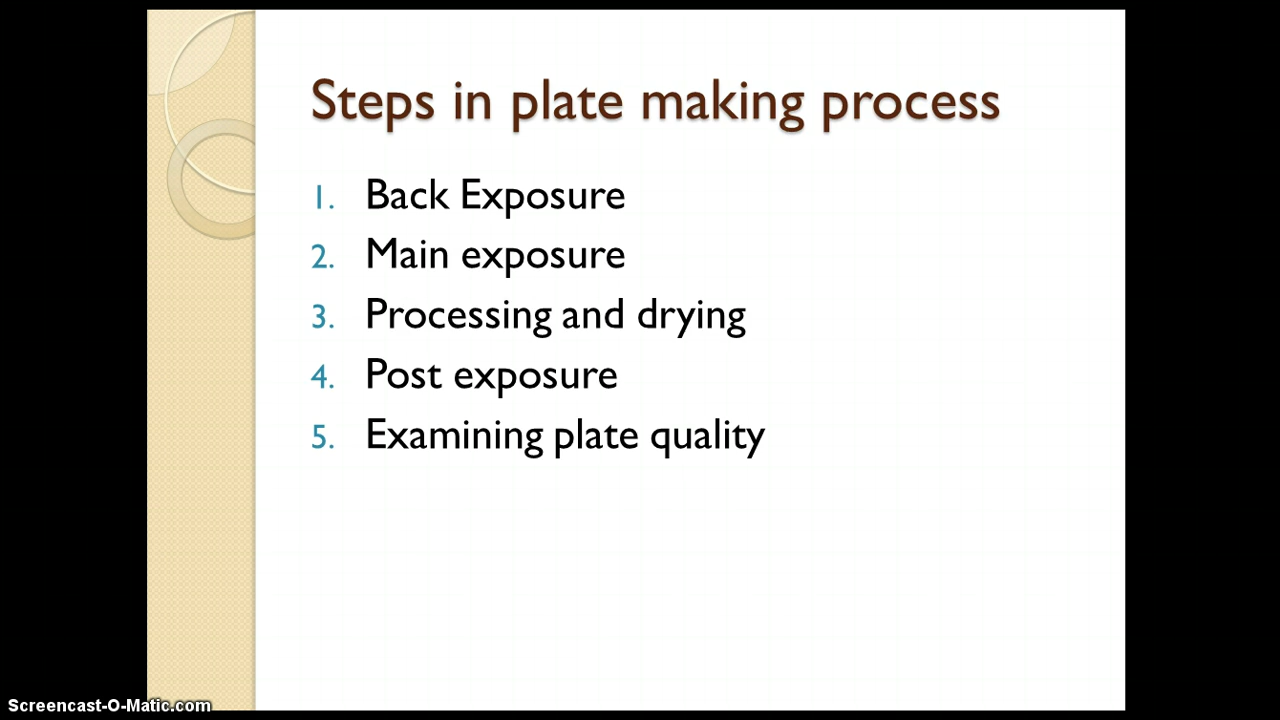 Steps in plate making process
1. Back Exposure
2. Main exposure
3. Processing and drying
4. Post exposure
5. Examining plate quality
Screencast-O-Matic.com